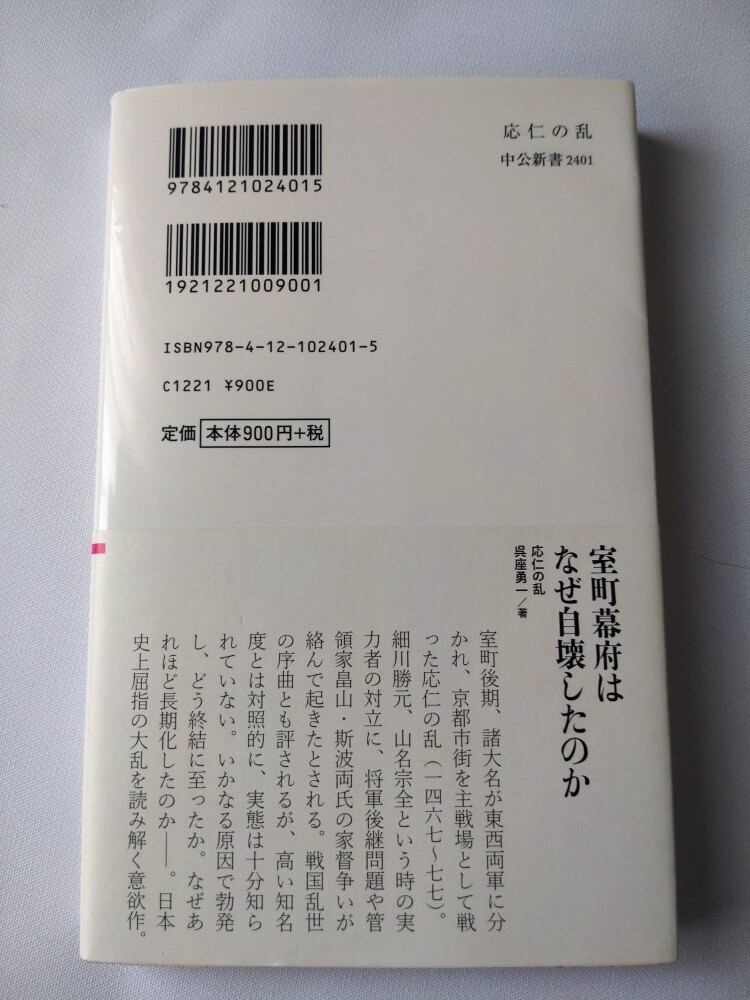 応仁の乱
中公新書2401
9784121024015
1921221009001
ISBN978-4-12-102401-5
C1221 ¥900E
定価 本体900円+税
室町幕府は
なぜ自壊したのか
応仁の乱
呉座勇一/著
室町後期、諸大名が東西両軍に分
かれ、京都市街を主戦場として戦
った応仁の乱（一四六七〜七七）。
細川勝元、山名宗全という時の実
力者の対立に、将軍後継問題や管
領家畠山・斯波両氏の家督争いが
絡んで起きたとされる。戦国乱世
の序曲とも評されるが、高い知名
度とは対照的に、実態は十分知ら
れていない。いかなる原因で勃発
し、どう終結に至ったか。なぜあ
れほど長期化したのか――。日本
史上屈指の大乱を読み解く意欲作。